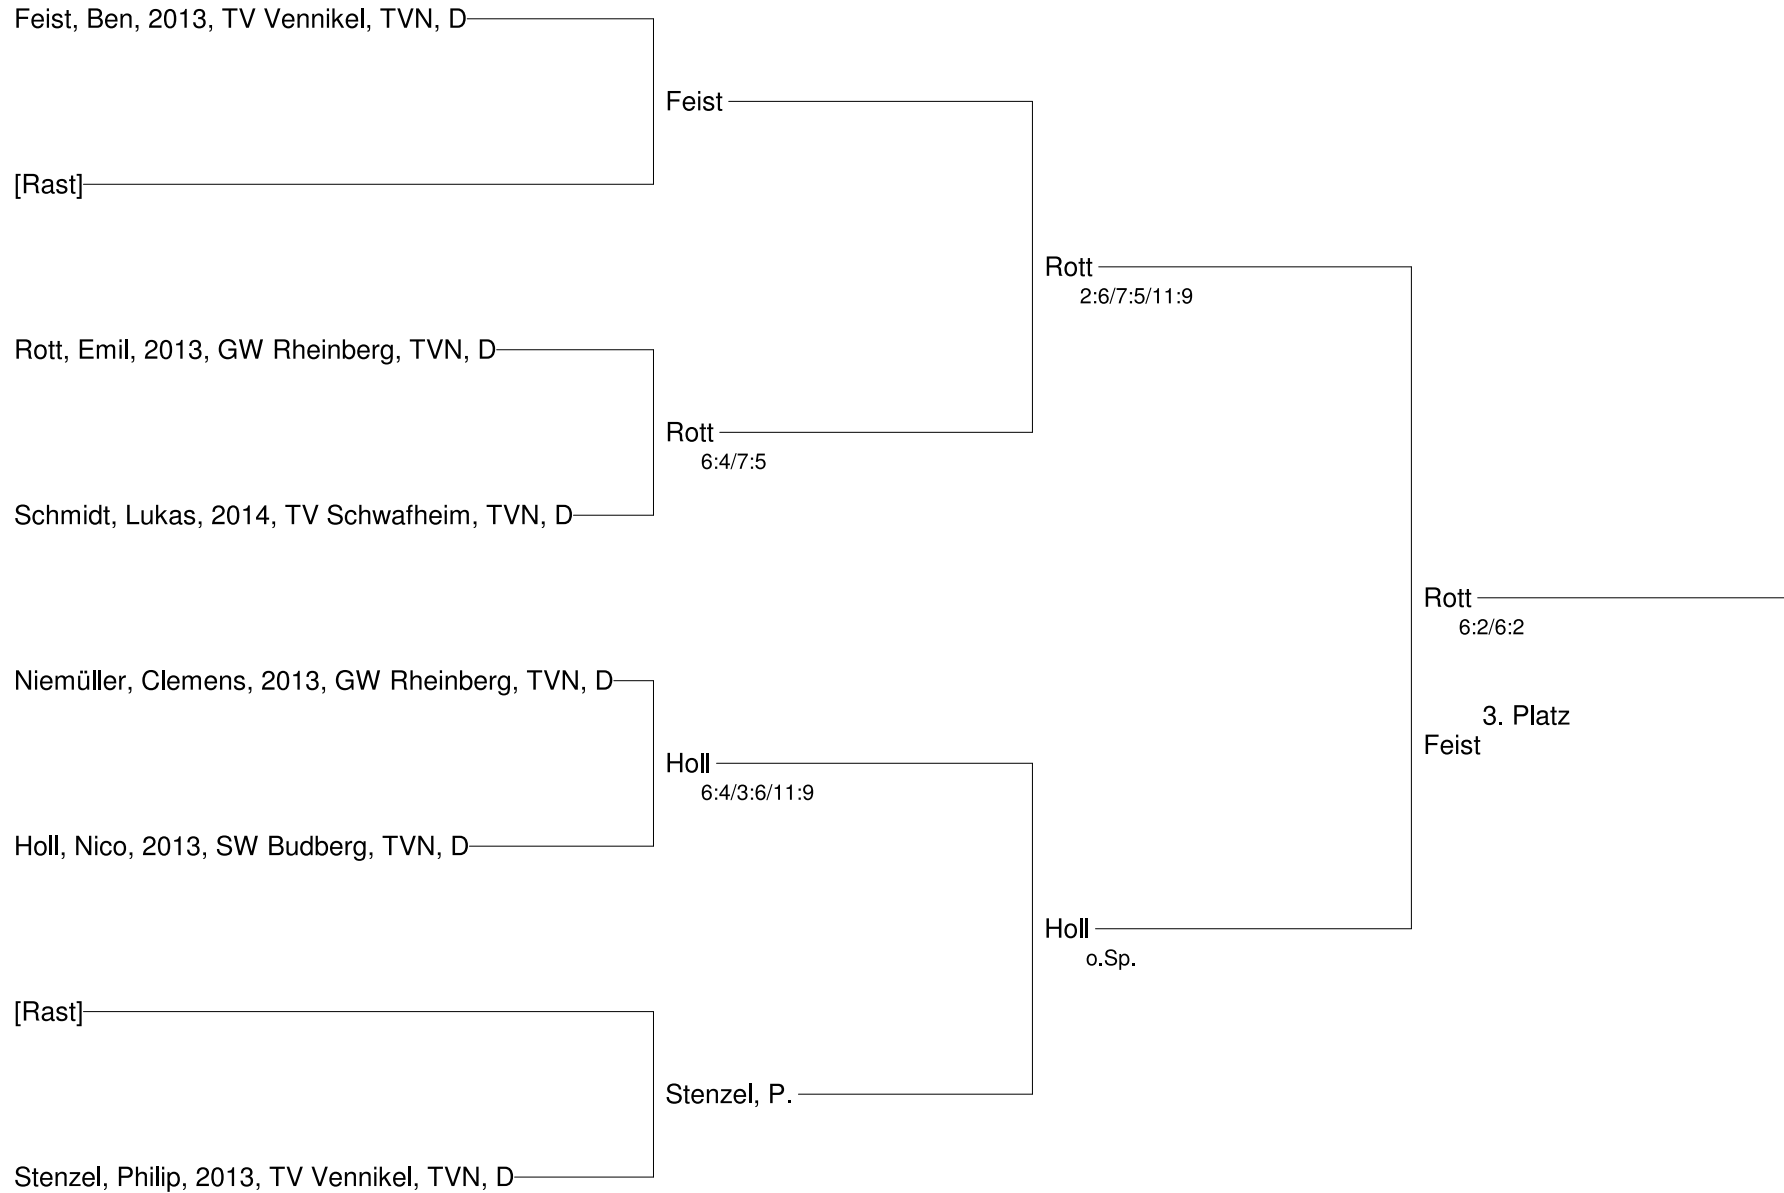 Feist, Ben, 2013, TV Vennikel, TVN, D
Feist
[Rast]
Rott
2:6/7:5/11:9
Rott, Emil, 2013, GW Rheinberg, TVN, D
Rott
6:4/7:5
Schmidt, Lukas, 2014, TV Schwafheim, TVN, D
Rott
6:2/6:2
Niemüller, Clemens, 2013, GW Rheinberg, TVN, D
3. Platz
Feist
Holl
6:4/3:6/11:9
Holl, Nico, 2013, SW Budberg, TVN, D
Holl
o.Sp.
[Rast]
Stenzel, P.
Stenzel, Philip, 2013, TV Vennikel, TVN, D